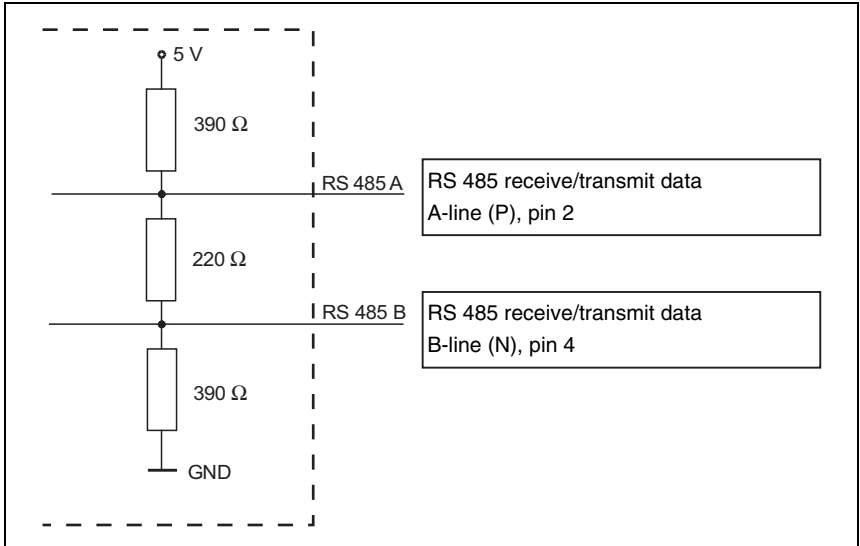 5 V
390 Ω
RS 485 A
RS 485 receive/transmit data
A-line (P), pin 2
220 Ω
RS 485 B
RS 485 receive/transmit data
B-line (N), pin 4
390 Ω
GND